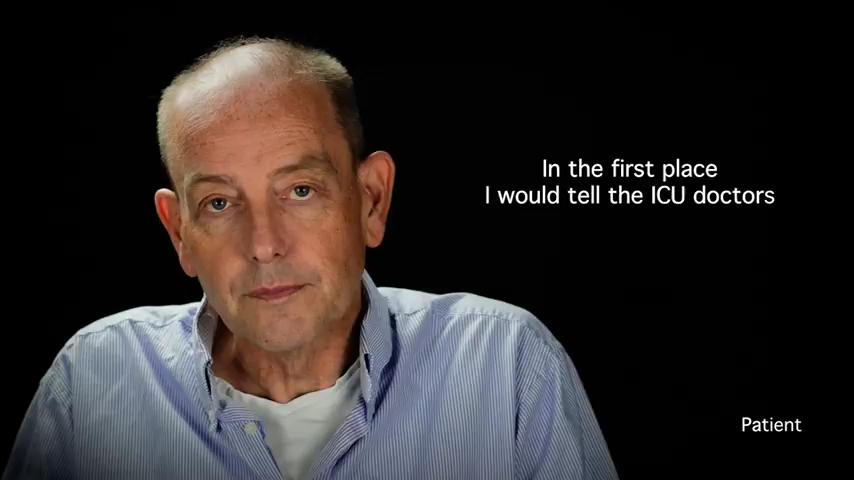 In the first place
I would tell the ICU doctors
Patient